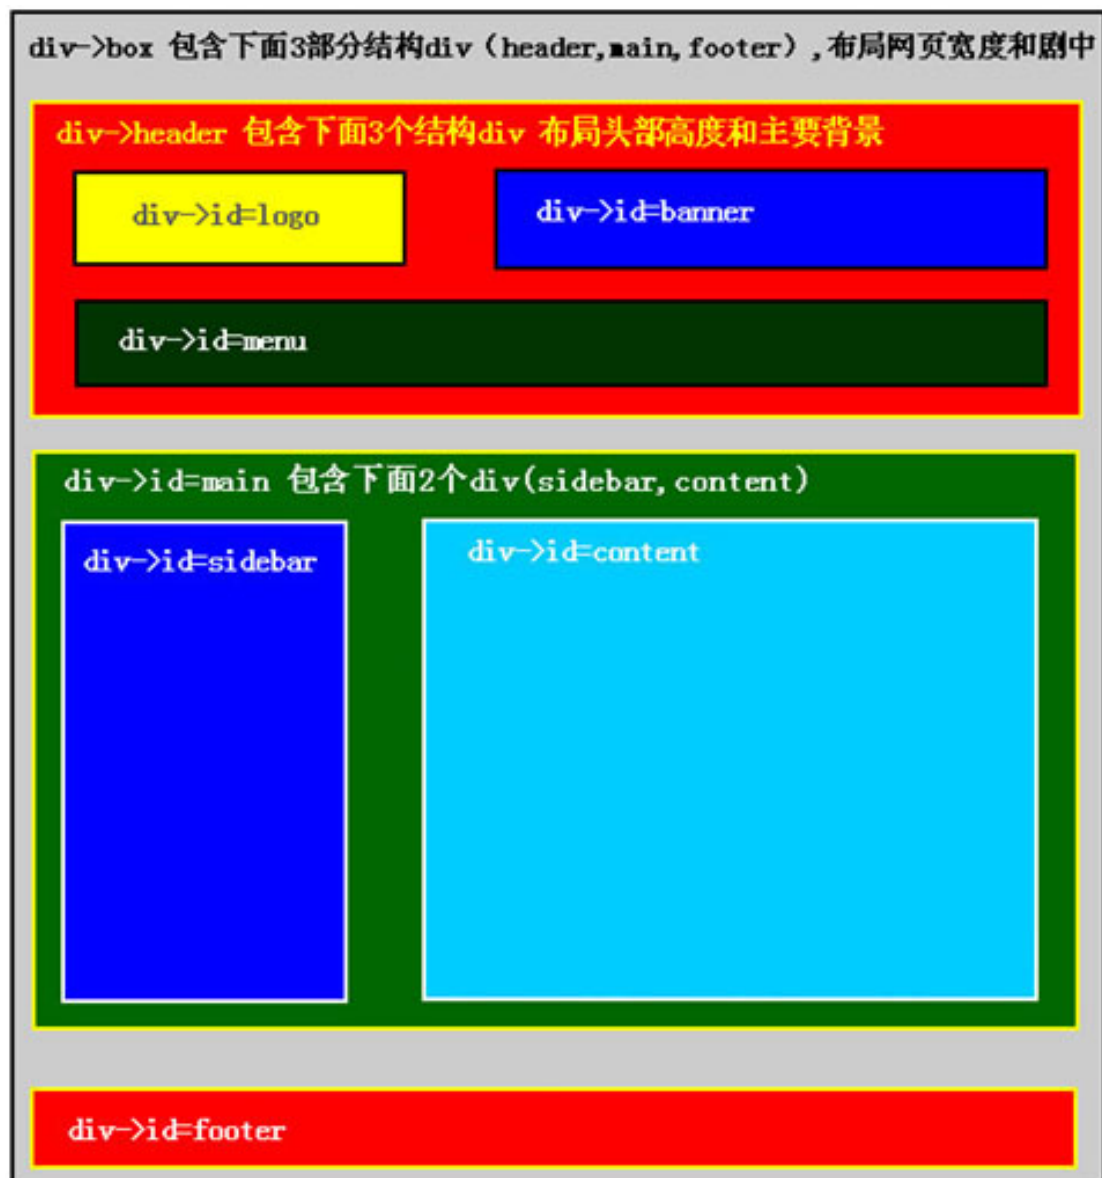 div->box 包含下面3部分结构div（header,main,footer）,布局网页宽度和剧中
div->header 包含下面3个结构div 布局头部高度和主要背景
div->id=logo
div->id=banner
div->id=menu
div->id=main 包含下面2个div(sidebar,content)
div->id=sidebar
div->id=content
div->id=footer